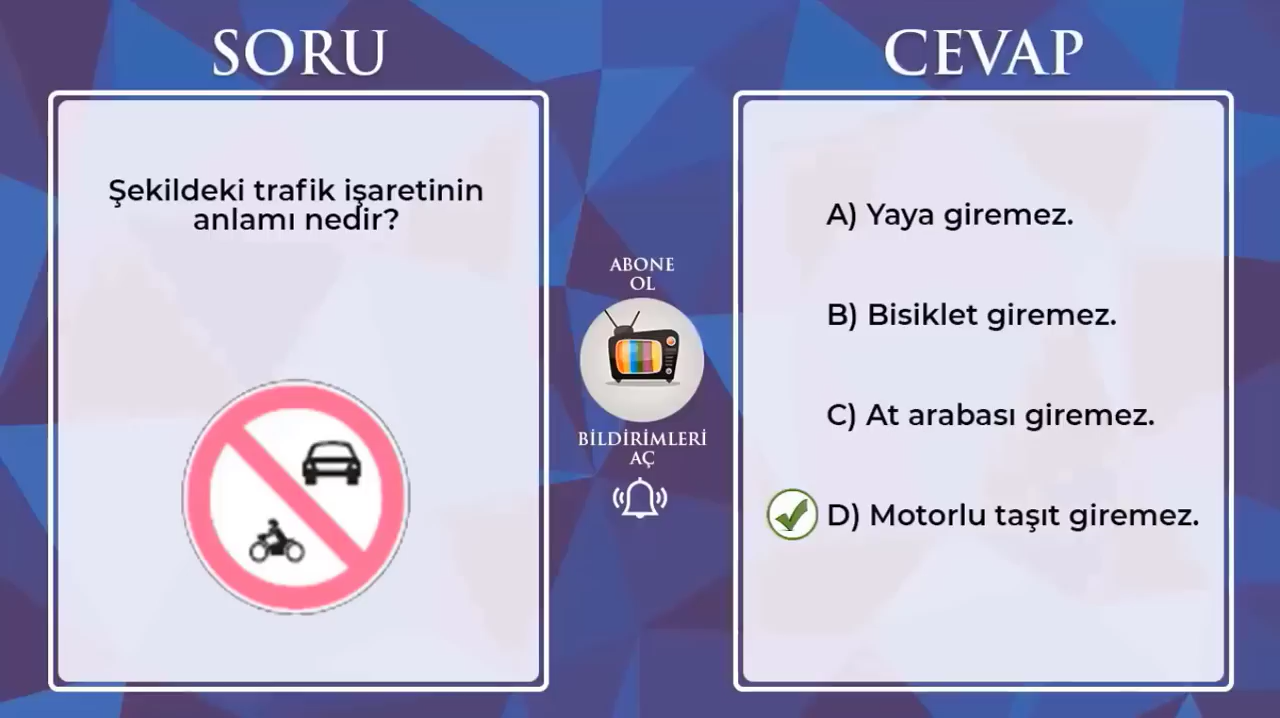 SORU
Şekildeki trafik işaretinin
anlamı nedir?
ABONE
OL
BİLDİRİMLERİ
AÇ
CEVAP
A) Yaya giremez.
B) Bisiklet giremez.
C) At arabası giremez.
D) Motorlu taşıt giremez.